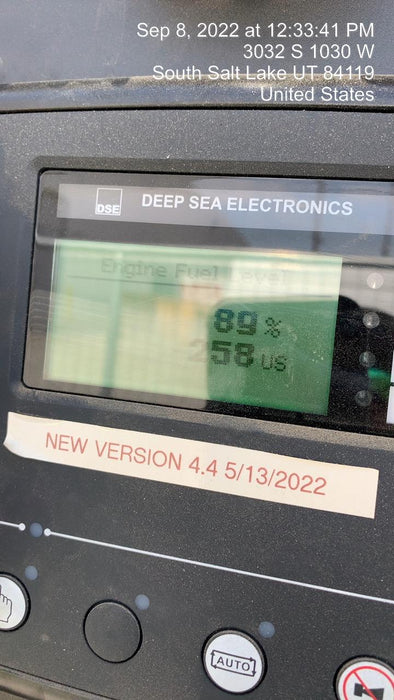 Sep 8, 2022 at 12:33:41 PM
3032 S 1030 W
South Salt Lake UT 84119
United States
DSE DEEP SEA ELECTRONICS
Engine Fuel Level
89 %
258 US
NEW VERSION 4.4 5/13/2022
AUTO